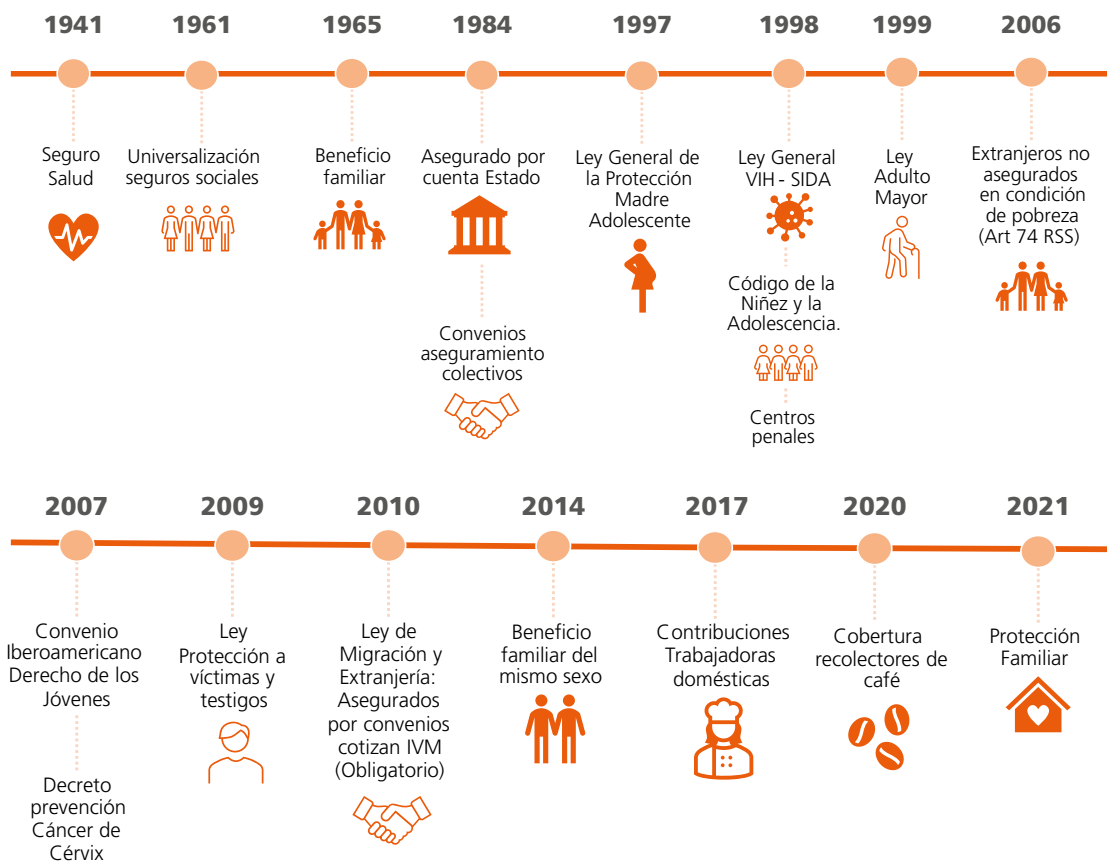 1941
Seguro
Salud
1961
Universalización
seguros sociales
1965
Beneficio
familiar
1984
Asegurado por
cuenta Estado
Convenios
aseguramiento
colectivos
1997
Ley General de
la Protección
Madre
Adolescente
1998
Ley General
VIH - SIDA
Código de la
Niñez y la
Adolescencia.
Centros
penales
1999
Ley
Adulto
Mayor
2006
Extranjeros no
asegurados
en condición
de pobreza
(Art 74 RSS)
2007
Convenio
Iberoamericano
Derecho de los
Jóvenes
Decreto
prevención
Cáncer de
Cérvix
2009
Ley
Protección a
víctimas y
testigos
2010
Ley de
Migración y
Extranjería:
Asegurados
por convenios
cotizan IVM
(Obligatorio)
2014
Beneficio
familiar del
mismo sexo
2017
Contribuciones
Trabajadoras
domésticas
2020
Cobertura
recolectores de
café
2021
Protección
Familiar